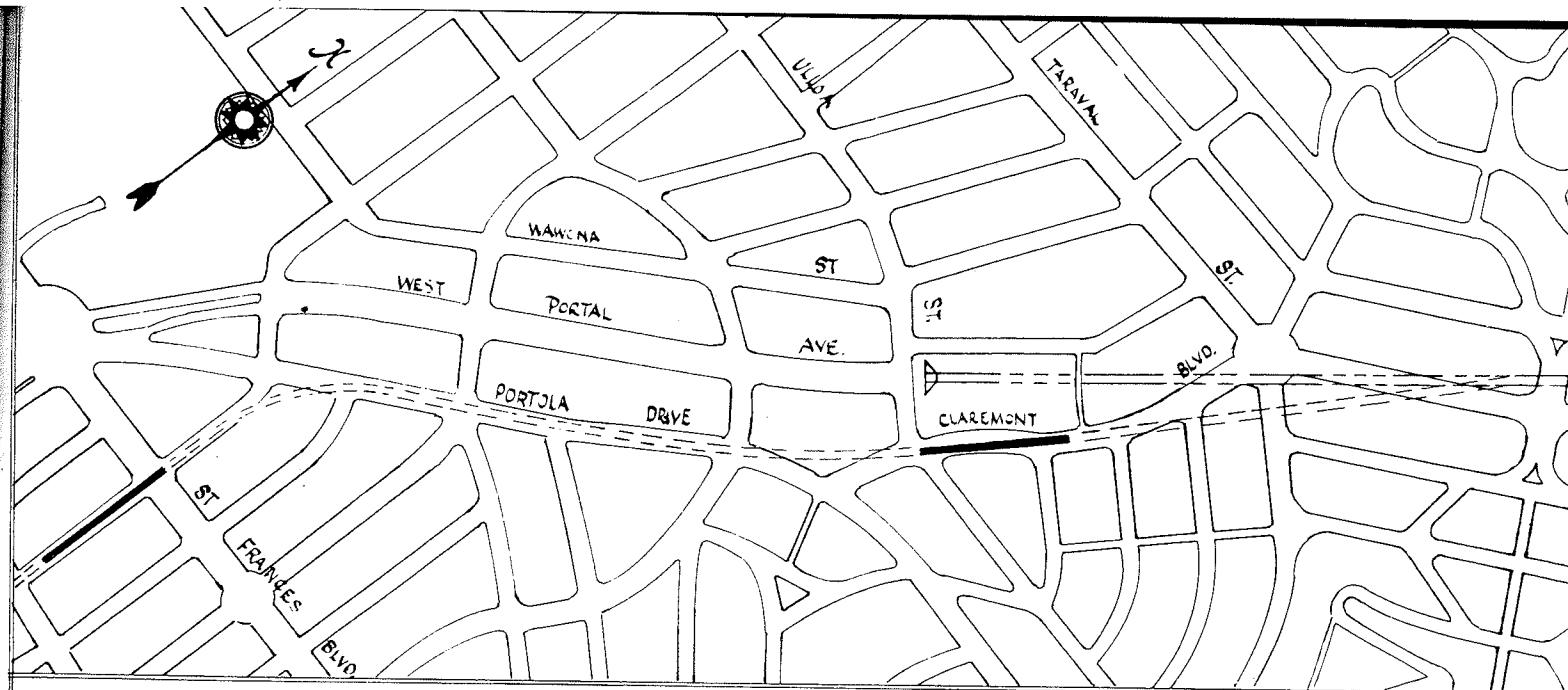 N
ULLOA
TARAVAL
ST.
WAWONA
ST
WEST
PORTAL
AVE.
ST.
PORTOLA
DRIVE
CLAREMONT
BLVD.
ST
FRANCES
BLVD.